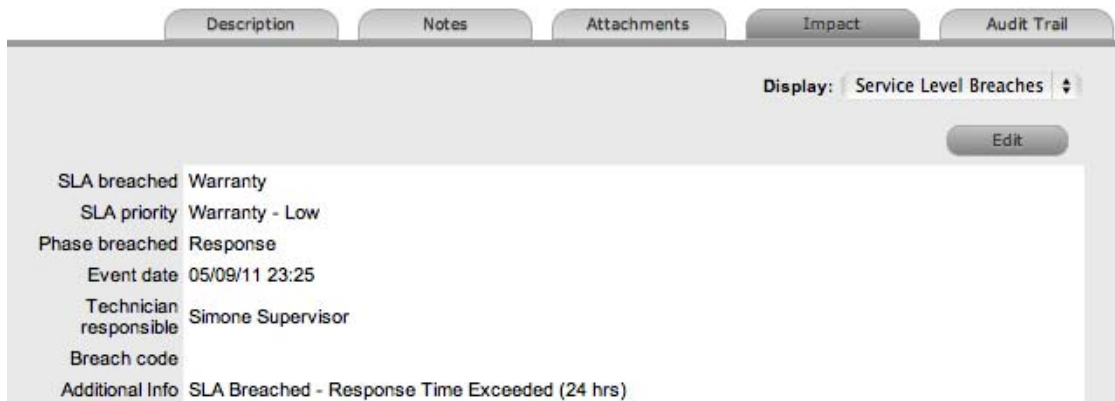 Description Notes Attachments Impact Audit Trail
Display: Service Level Breaches
Edit
SLA breached Warranty
SLA priority Warranty - Low
Phase breached Response
Event date 05/09/11 23:25
Technician
responsible Simone Supervisor
Breach code
Additional Info SLA Breached - Response Time Exceeded (24 hrs)